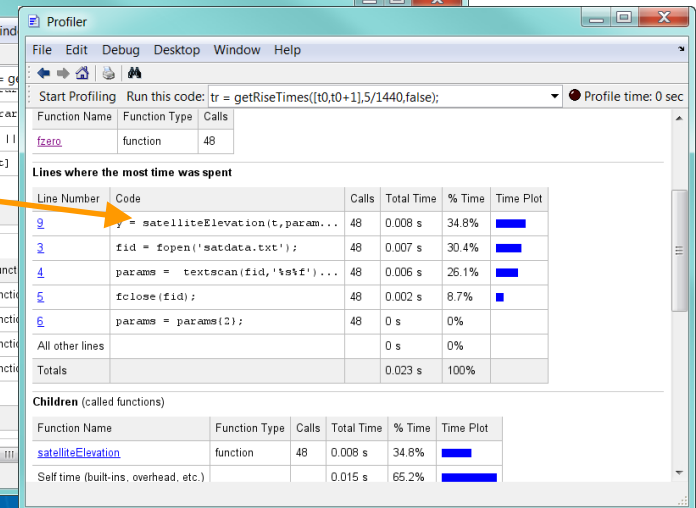 Profiler
File Edit Debug Desktop Window Help
Start Profiling Run this code: tr = getRiseTimes([t0,t0+1],5/1440,false); Profile time: 0 sec
Function Name Function Type Calls
fzero function 48
Lines where the most time was spent
Line Number Code Calls Total Time % Time Time Plot
9 y = satelliteElevation(t,param... 48 0.008 s 34.8%
3 fid = fopen('satdata.txt'); 48 0.007 s 30.4%
4 params = textscan(fid,'%s%f')... 48 0.006 s 26.1%
5 fclose(fid); 48 0.002 s 8.7%
6 params = params{2}; 48 0 s 0%
All other lines 0 s 0%
Totals 0.023 s 100%
Children (called functions)
Function Name Function Type Calls Total Time % Time Time Plot
satelliteElevation function 48 0.008 s 34.8%
Self time (built-ins, overhead, etc.) 0.015 s 65.2%